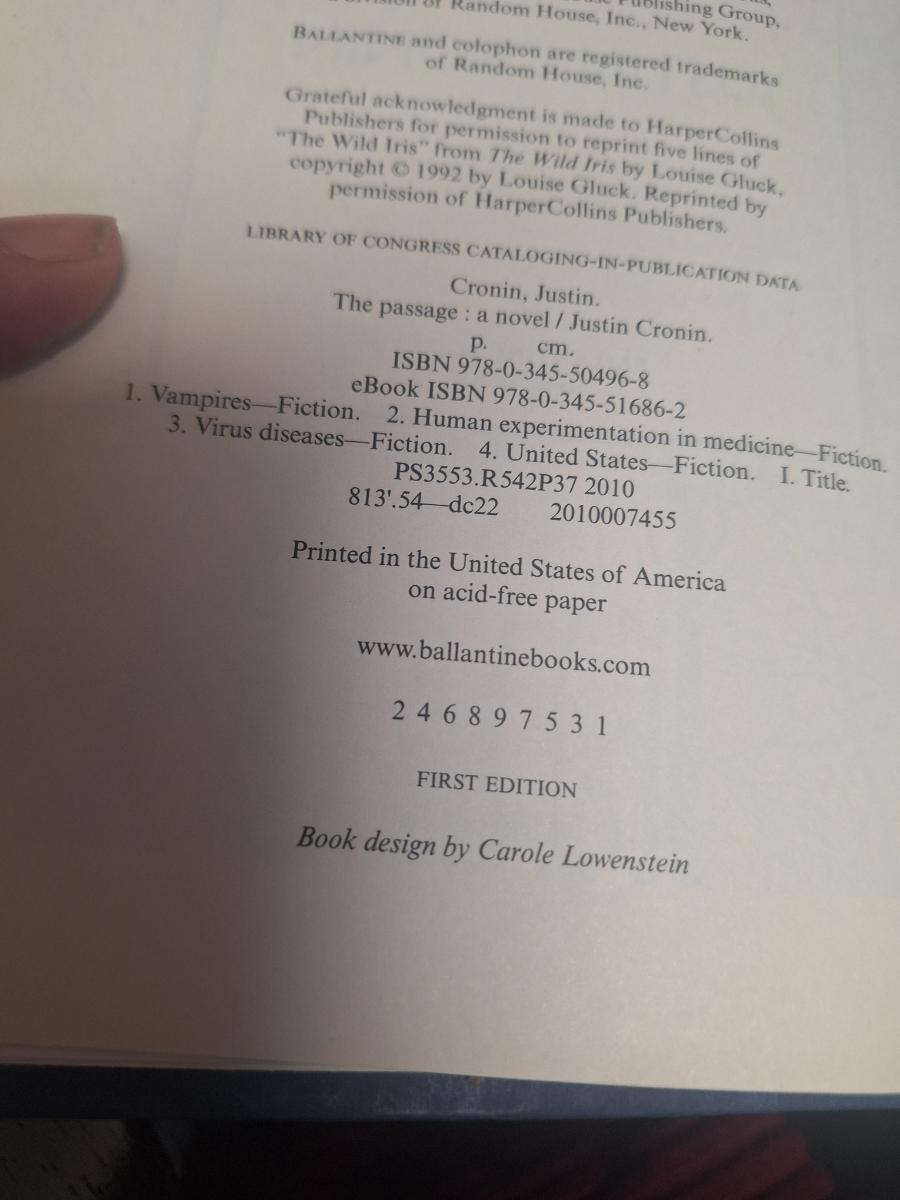 Publishing Group,
of Random House, Inc., New York.
BALLANTINE and colophon are registered trademarks
of Random House, Inc.
Grateful acknowledgment is made to HarperCollins
Publishers for permission to reprint five lines of
“The Wild Iris” from The Wild Iris by Louise Gluck,
copyright © 1992 by Louise Gluck. Reprinted by
permission of HarperCollins Publishers.
LIBRARY OF CONGRESS CATALOGING-IN-PUBLICATION DATA
Cronin, Justin.
The passage : a novel / Justin Cronin.
p. cm.
ISBN 978-0-345-50496-8
eBook ISBN 978-0-345-51686-2
1. Vampires—Fiction. 2. Human experimentation in medicine—Fiction.
3. Virus diseases—Fiction. 4. United States—Fiction. I. Title.
PS3553.R542P37 2010
813'.54—dc22 2010007455
Printed in the United States of America
on acid-free paper
www.ballantinebooks.com
2 4 6 8 9 7 5 3 1
FIRST EDITION
Book design by Carole Lowenstein